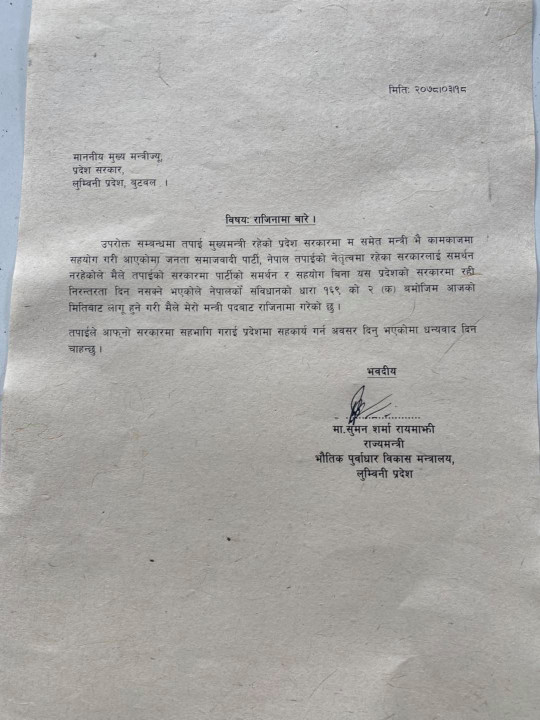 मिति: २०७८।०३।१८
माननीय मुख्य मन्त्रीज्यू,
प्रदेश सरकार,
लुम्बिनी प्रदेश, बुटवल ।
विषय: राजिनामा बारे ।
उपरोक्त सम्बन्धमा तपाई मुख्यमन्त्री रहेको प्रदेश सरकारमा म समेत मन्त्री भै कामकाजमा
सहयोग गरी आएकोमा जनता समाजवादी पार्टी, नेपाल तपाईको नेतृत्वमा रहेका सरकारलाई समर्थन
नरहेकोले मैले तपाईको सरकारमा पार्टीको समर्थन र सहयोग बिना यस प्रदेशको सरकारमा रही
निरन्तरता दिन नसक्ने भएकोले नेपालको संविधानको धारा १६९ को २ (क) बमोजिम आजको
मितिबाट लागू हुने गरी मैले मेरो मन्त्री पदबाट राजिनामा गरेको छु ।
तपाईले आफ्नो सरकारमा सहभागि गराई प्रदेशमा सहकार्य गर्न अवसर दिनु भएकोमा धन्यवाद दिन
चाहन्छु ।
भवदीय
मा.सुमन शर्मा रायमाझी
राज्यमन्त्री
भौतिक पुर्वाधार विकास मन्त्रालय,
लुम्बिनी प्रदेश